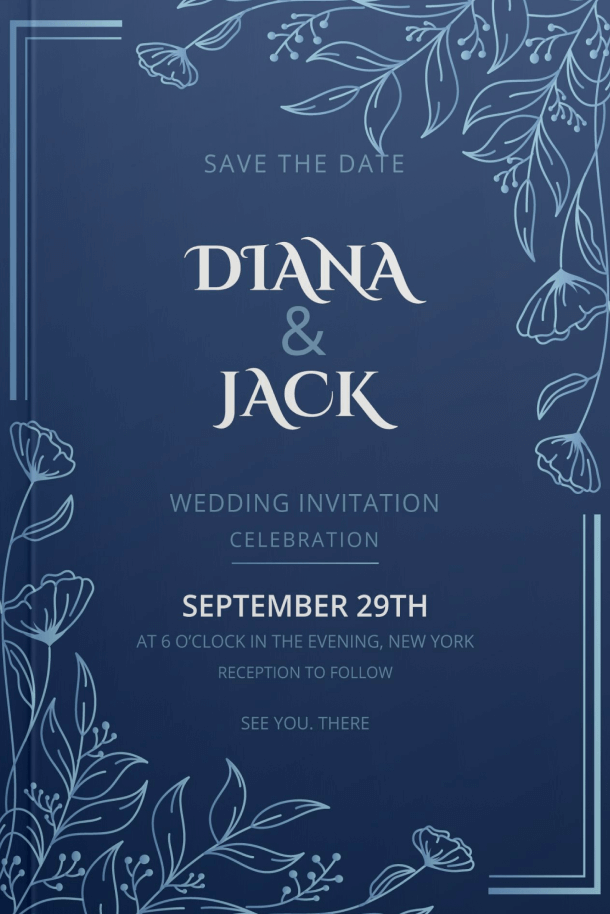 SAVE THE DATE
DIANA
&
JACK
WEDDING INVITATION
CELEBRATION
SEPTEMBER 29TH
AT 6 O’CLOCK IN THE EVENING, NEW YORK
RECEPTION TO FOLLOW
SEE YOU. THERE